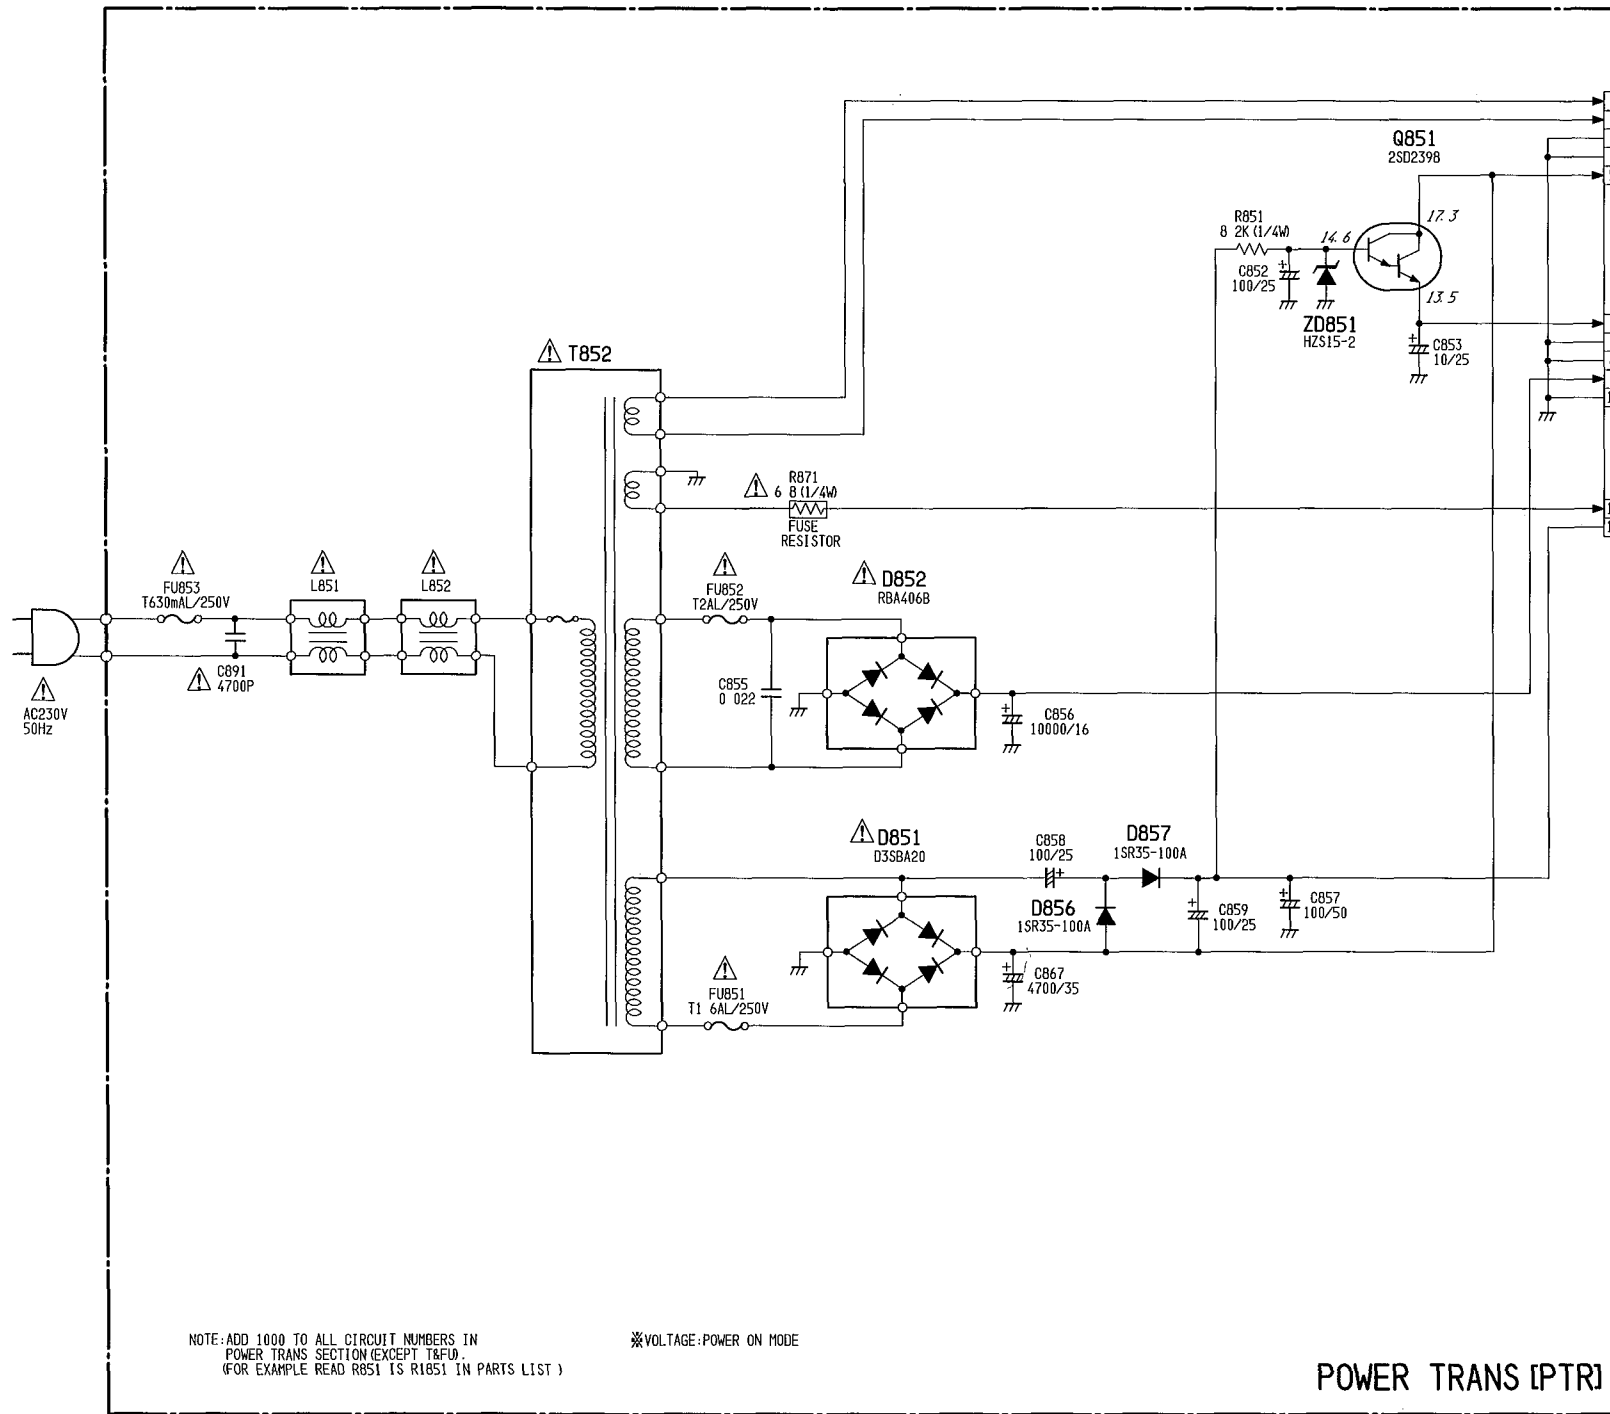 Q851
2SD2398
17.3
R851
8 2K (1/4W)
14.6
C852
100/25
13.5
ZD851
HZS15-2
C853
10/25
T852
R871
6 8 (1/4W)
FUSE
RESISTOR
FU853
T630mAL/250V
L851
L852
FU852
T2AL/250V
D852
RBA406B
C891
4700P
AC230V
50Hz
C855
0 022
C856
10000/16
D851
D3SBA20
C858
100/25
D857
1SR35-100A
D856
1SR35-100A
C859
100/25
C857
100/50
C867
4700/35
FU851
T1 6AL/250V
NOTE:ADD 1000 TO ALL CIRCUIT NUMBERS IN
POWER TRANS SECTION (EXCEPT T&FU).
(FOR EXAMPLE READ R851 IS R1851 IN PARTS LIST )
※VOLTAGE:POWER ON MODE
POWER TRANS [PTR]